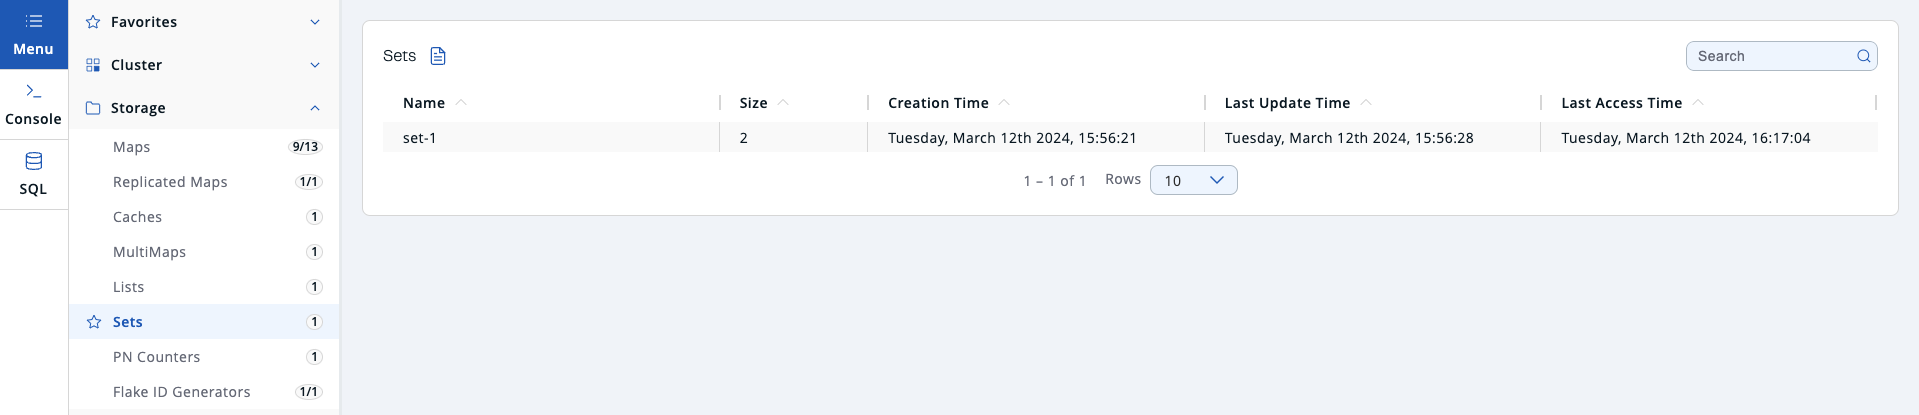 Menu
Console
SQL
Favorites
Cluster
Storage
Maps 9/13
Replicated Maps 1/1
Caches 1
MultiMaps 1
Lists 1
Sets 1
PN Counters 1
Flake ID Generators 1/1
Sets
Search
Name Size Creation Time Last Update Time Last Access Time
set-1 2 Tuesday, March 12th 2024, 15:56:21 Tuesday, March 12th 2024, 15:56:28 Tuesday, March 12th 2024, 16:17:04
1 – 1 of 1 Rows 10